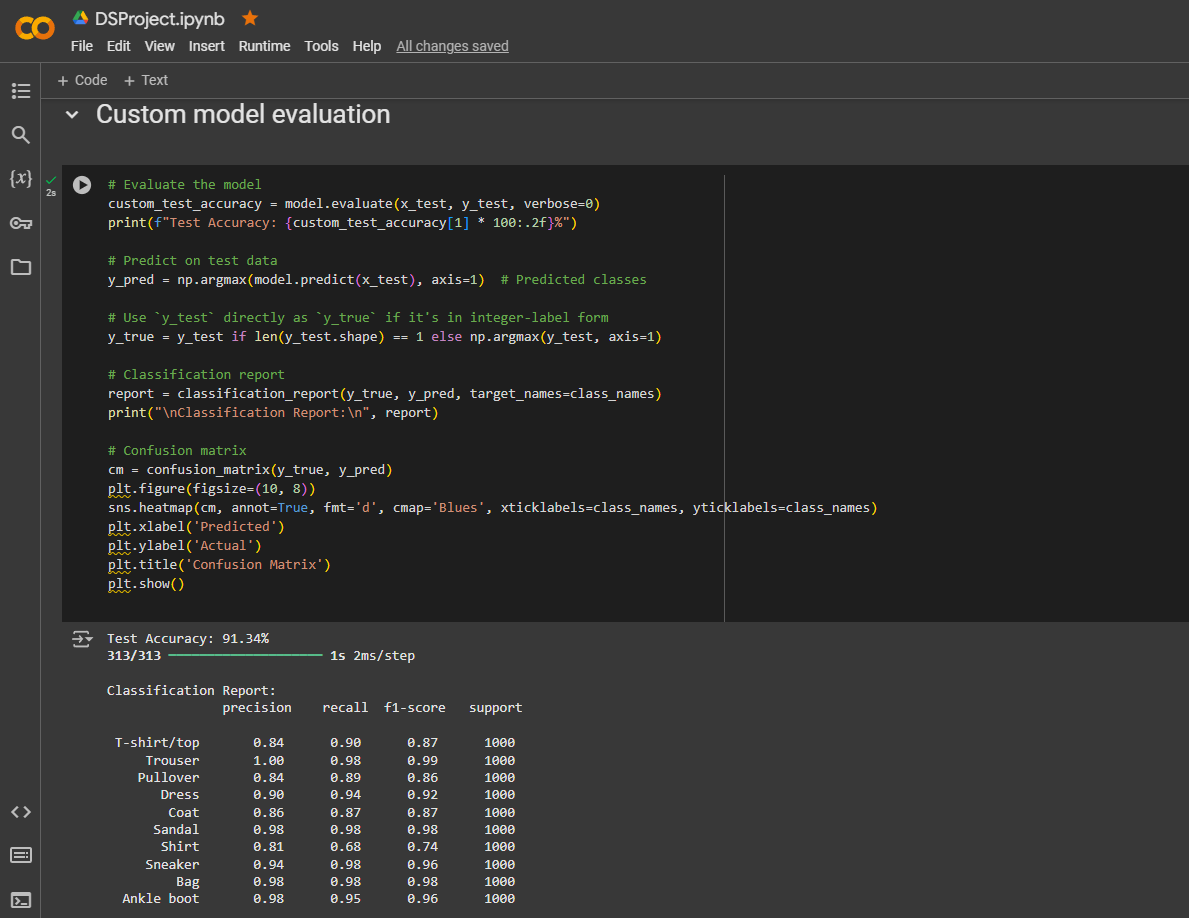 DSProject.ipynb
File Edit View Insert Runtime Tools Help All changes saved
+ Code + Text
Custom model evaluation
{x}
2s
# Evaluate the model
custom_test_accuracy = model.evaluate(x_test, y_test, verbose=0)
print(f"Test Accuracy: {custom_test_accuracy[1] * 100:.2f}%")
# Predict on test data
y_pred = np.argmax(model.predict(x_test), axis=1)  # Predicted classes
# Use `y_test` directly as `y_true` if it's in integer-label form
y_true = y_test if len(y_test.shape) == 1 else np.argmax(y_test, axis=1)
# Classification report
report = classification_report(y_true, y_pred, target_names=class_names)
print("\nClassification Report:\n", report)
# Confusion matrix
cm = confusion_matrix(y_true, y_pred)
plt.figure(figsize=(10, 8))
sns.heatmap(cm, annot=True, fmt='d', cmap='Blues', xticklabels=class_names, yticklabels=class_names)
plt.xlabel('Predicted')
plt.ylabel('Actual')
plt.title('Confusion Matrix')
plt.show()
Test Accuracy: 91.34%
313/313 1s 2ms/step
Classification Report:
precision recall f1-score support
T-shirt/top 0.84 0.90 0.87 1000
Trouser 1.00 0.98 0.99 1000
Pullover 0.84 0.89 0.86 1000
Dress 0.90 0.94 0.92 1000
Coat 0.86 0.87 0.87 1000
Sandal 0.98 0.98 0.98 1000
Shirt 0.81 0.68 0.74 1000
Sneaker 0.94 0.98 0.96 1000
Bag 0.98 0.98 0.98 1000
Ankle boot 0.98 0.95 0.96 1000